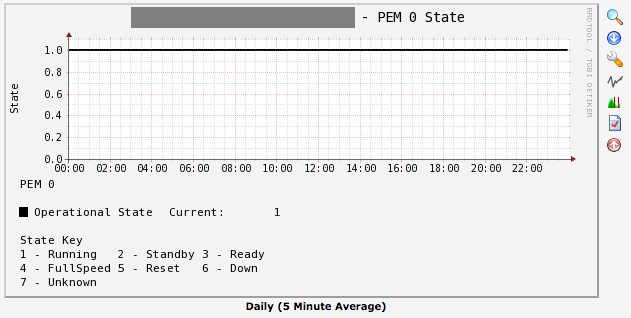 - PEM 0 State
RRDTOOL / TOBI OETIKER
State
1.0
0.8
0.6
0.4
0.2
0.0
00:00 02:00 04:00 06:00 08:00 10:00 12:00 14:00 16:00 18:00 20:00 22:00
PEM 0
Operational State Current: 1
State Key
1 - Running 2 - Standby 3 - Ready
4 - FullSpeed 5 - Reset 6 - Down
7 - Unknown
Daily (5 Minute Average)